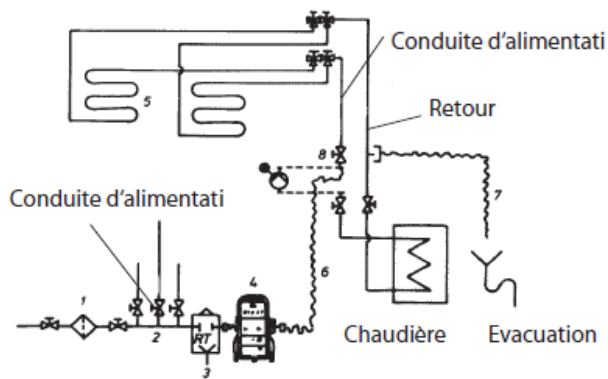 Conduite d'alimentati
Retour
5
8
Conduite d'alimentati
7
6
4
1
2
RT
3
Chaudière
Evacuation